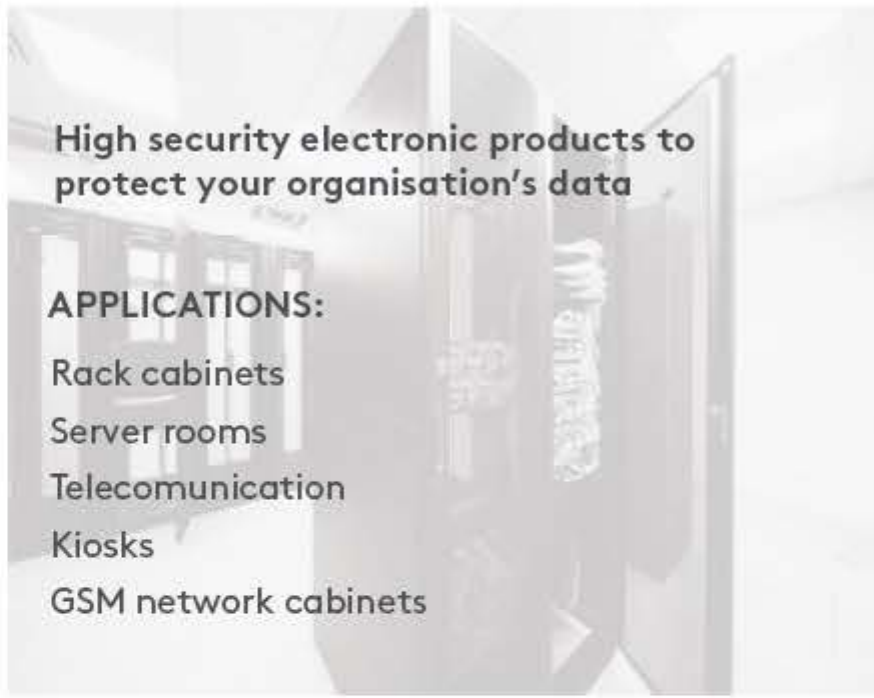 High security electronic products to
protect your organisation's data
APPLICATIONS:
Rack cabinets
Server rooms
Telecomunication
Kiosks
GSM network cabinets